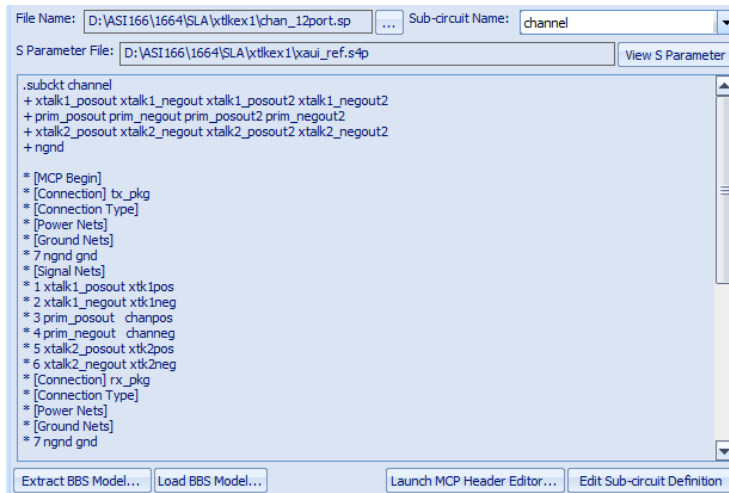 File Name: D:\ASI166\1664\SLA\xtlkex1\chan_12port.sp ... Sub-circuit Name: channel
S Parameter File: D:\ASI166\1664\SLA\xtlkex1\xaui_ref.s4p View S Parameter
.subckt channel
+ xtalk1_posout xtalk1_negout xtalk1_posout2 xtalk1_negout2
+ prim_posout prim_negout prim_posout2 prim_negout2
+ xtalk2_posout xtalk2_negout xtalk2_posout2 xtalk2_negout2
+ ngnd
* [MCP Begin]
* [Connection] tx_pkg
* [Connection Type]
* [Power Nets]
* [Ground Nets]
* 7 ngnd gnd
* [Signal Nets]
* 1 xtalk1_posout xtk1pos
* 2 xtalk1_negout xtk1neg
* 3 prim_posout chanpos
* 4 prim_negout channeg
* 5 xtalk2_posout xtk2pos
* 6 xtalk2_negout xtk2neg
* [Connection] rx_pkg
* [Connection Type]
* [Power Nets]
* [Ground Nets]
* 7 ngnd gnd
Extract BBS Model... Load BBS Model... Launch MCP Header Editor... Edit Sub-circuit Definition